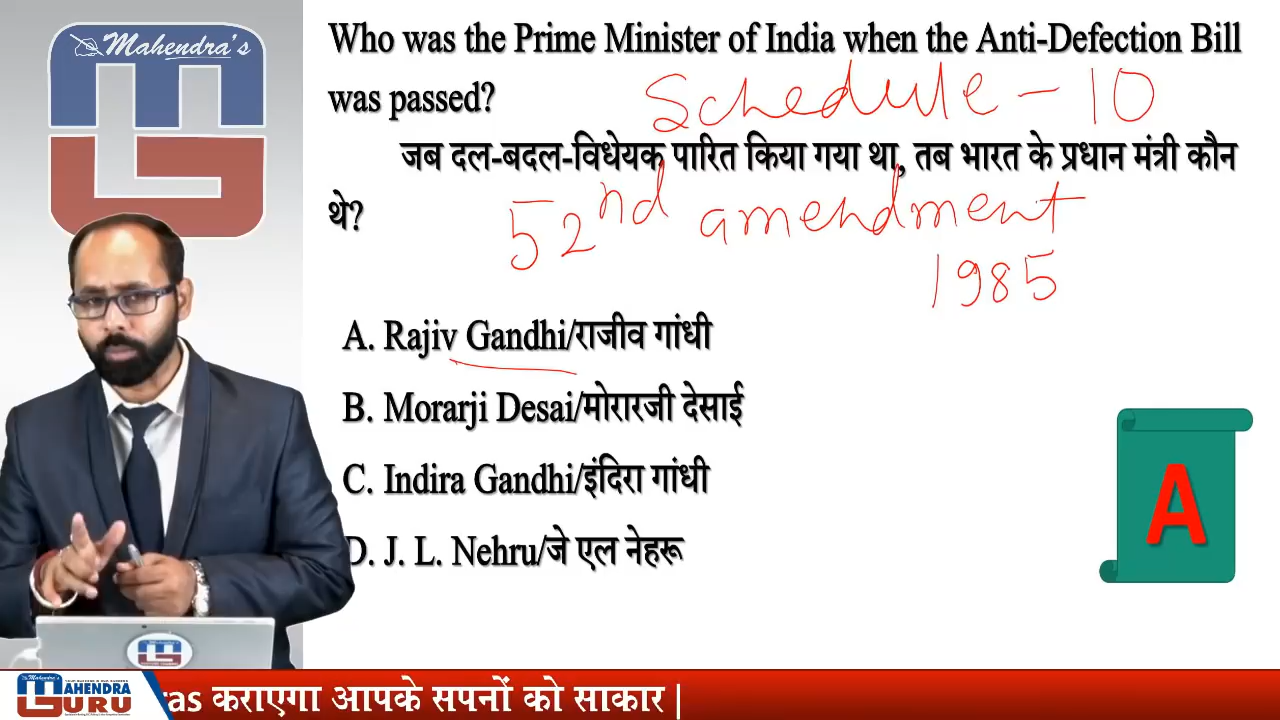 Mahendra's
Who was the Prime Minister of India when the Anti-Defection Bill
was passed?
Schedule - 10
जब दल-बदल-विधेयक पारित किया गया था, तब भारत के प्रधान मंत्री कौन
थे?
52nd amendment
1985
A. Rajiv Gandhi/राजीव गांधी
B. Morarji Desai/मोरारजी देसाई
C. Indira Gandhi/इंदिरा गांधी
D. J. L. Nehru/जे एल नेहरू
A
Mahendra's
MAHENDRA
GURU
ras कराएगा आपके सपनों को साकार |